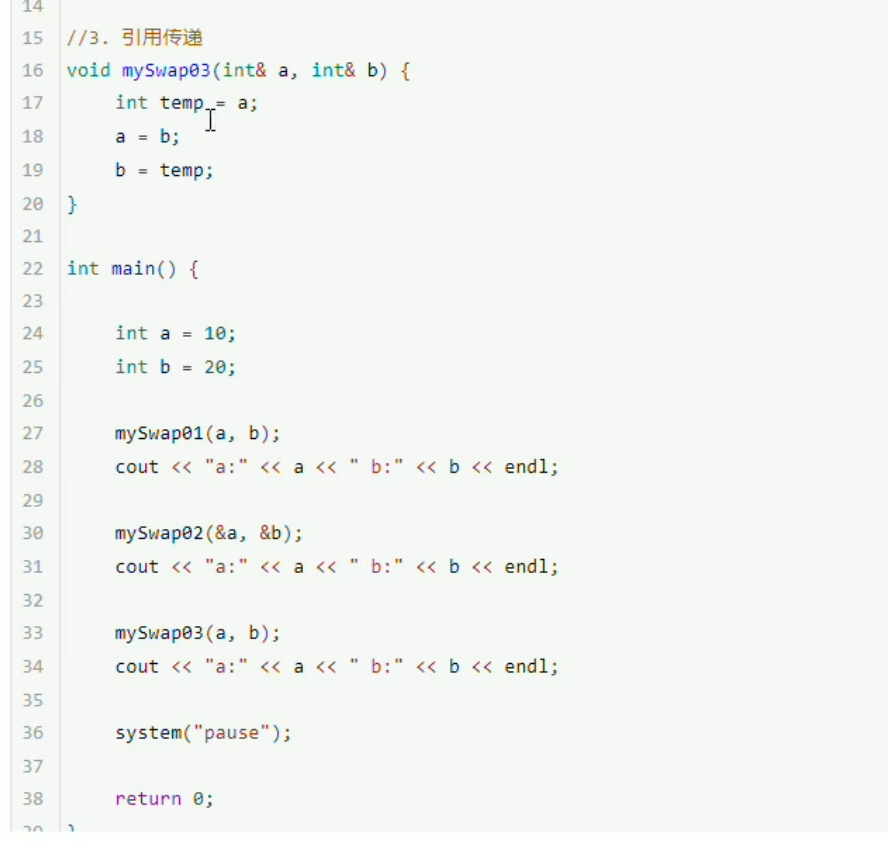 14
15 //3. 引用传递
16 void mySwap03(int& a, int& b) {
17 int temp = a;
18 a = b;
19 b = temp;
20 }
21
22 int main() {
23
24 int a = 10;
25 int b = 20;
26
27 mySwap01(a, b);
28 cout << "a:" << a << " b:" << b << endl;
29
30 mySwap02(&a, &b);
31 cout << "a:" << a << " b:" << b << endl;
32
33 mySwap03(a, b);
34 cout << "a:" << a << " b:" << b << endl;
35
36 system("pause");
37
38 return 0;
39 }